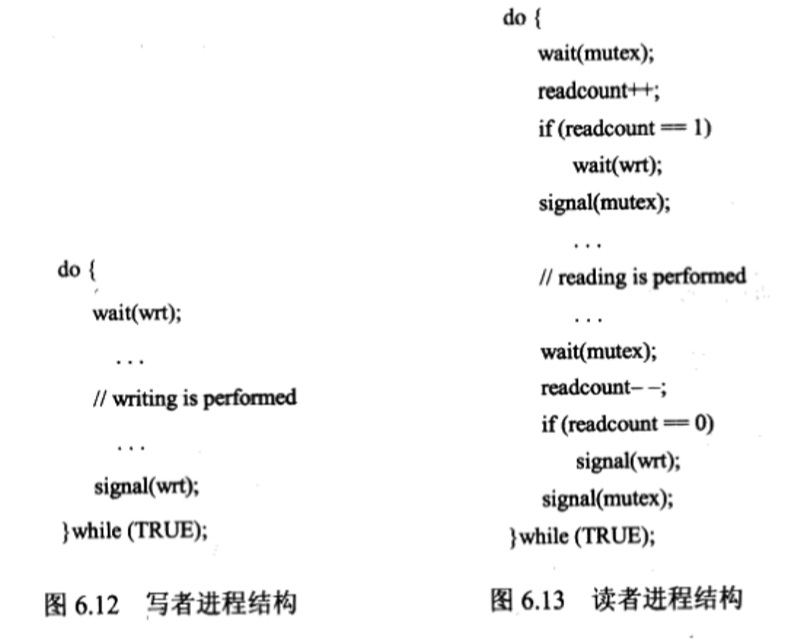 do {
wait(wrt);
. . .
// writing is performed
. . .
signal(wrt);
}while (TRUE);
图 6.12 写者进程结构
do {
wait(mutex);
readcount++;
if (readcount == 1)
wait(wrt);
signal(mutex);
. . .
// reading is performed
. . .
wait(mutex);
readcount– –;
if (readcount == 0)
signal(wrt);
signal(mutex);
}while (TRUE);
图 6.13 读者进程结构